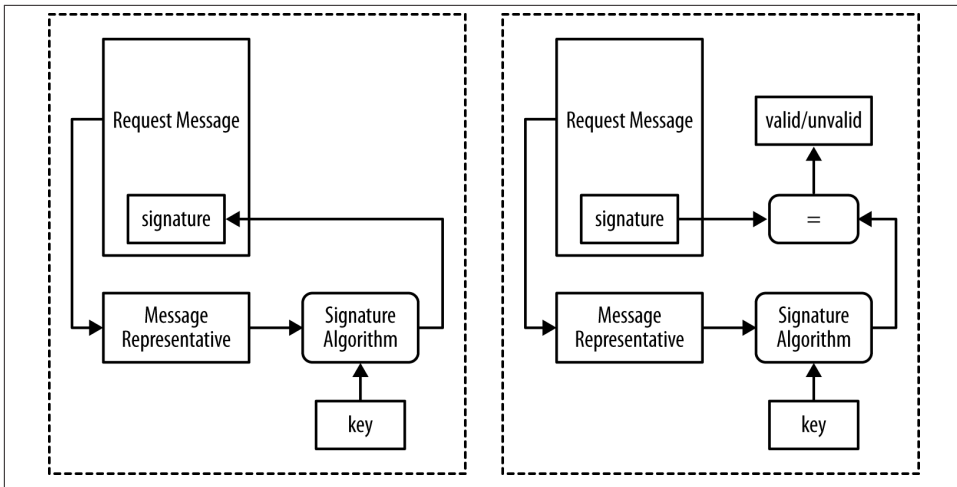 Request Message
signature
Message
Representative
Signature
Algorithm
key
Request Message
valid/unvalid
signature
=
Message
Representative
Signature
Algorithm
key